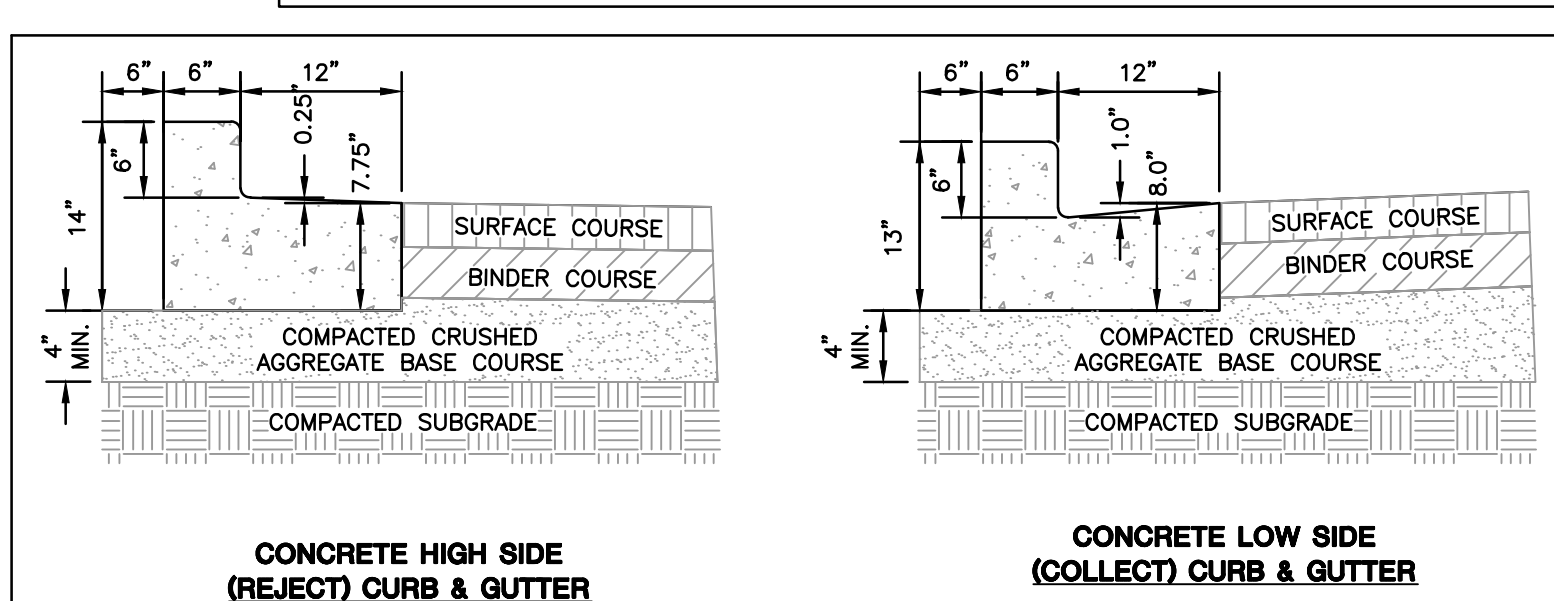 6” 6” 12”
0.25”
6”
7.75”
14”
SURFACE COURSE
BINDER COURSE
4”
MIN.
COMPACTED CRUSHED
AGGREGATE BASE COURSE
COMPACTED SUBGRADE
CONCRETE HIGH SIDE
(REJECT) CURB & GUTTER
6” 6” 12”
1.0”
6”
8.0”
13”
SURFACE COURSE
BINDER COURSE
4”
MIN.
COMPACTED CRUSHED
AGGREGATE BASE COURSE
COMPACTED SUBGRADE
CONCRETE LOW SIDE
(COLLECT) CURB & GUTTER